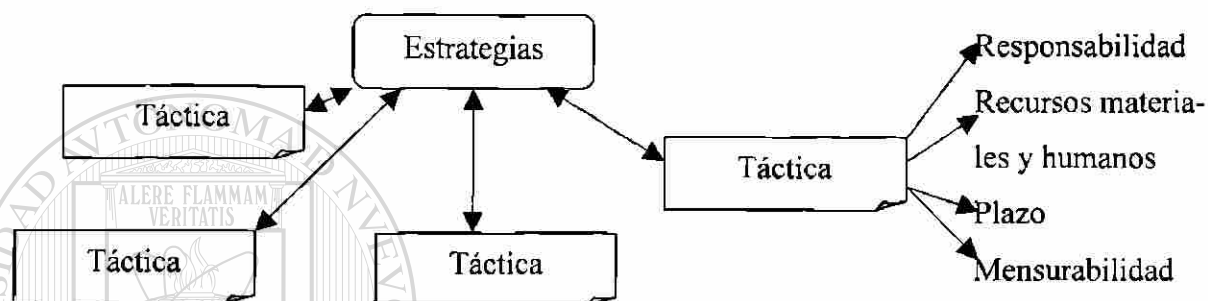 Estrategias
Responsabilidad
Táctica
Recursos materia-
les y humanos
Táctica
Plazo
Táctica
Táctica
Mensurabilidad
ALERE FLAMMAM
VERITATIS